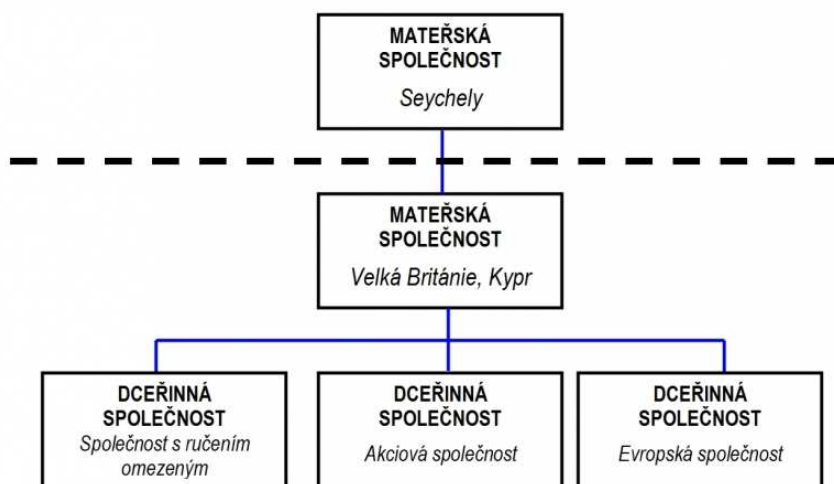 MATEŘSKÁ
SPOLEČNOST
Seychely
MATEŘSKÁ
SPOLEČNOST
Velká Británie, Kypr
DCEŘINNÁ
SPOLEČNOST
Společnost s ručením
omezeným
DCEŘINNÁ
SPOLEČNOST
Akciová společnost
DCEŘINNÁ
SPOLEČNOST
Evropská společnost